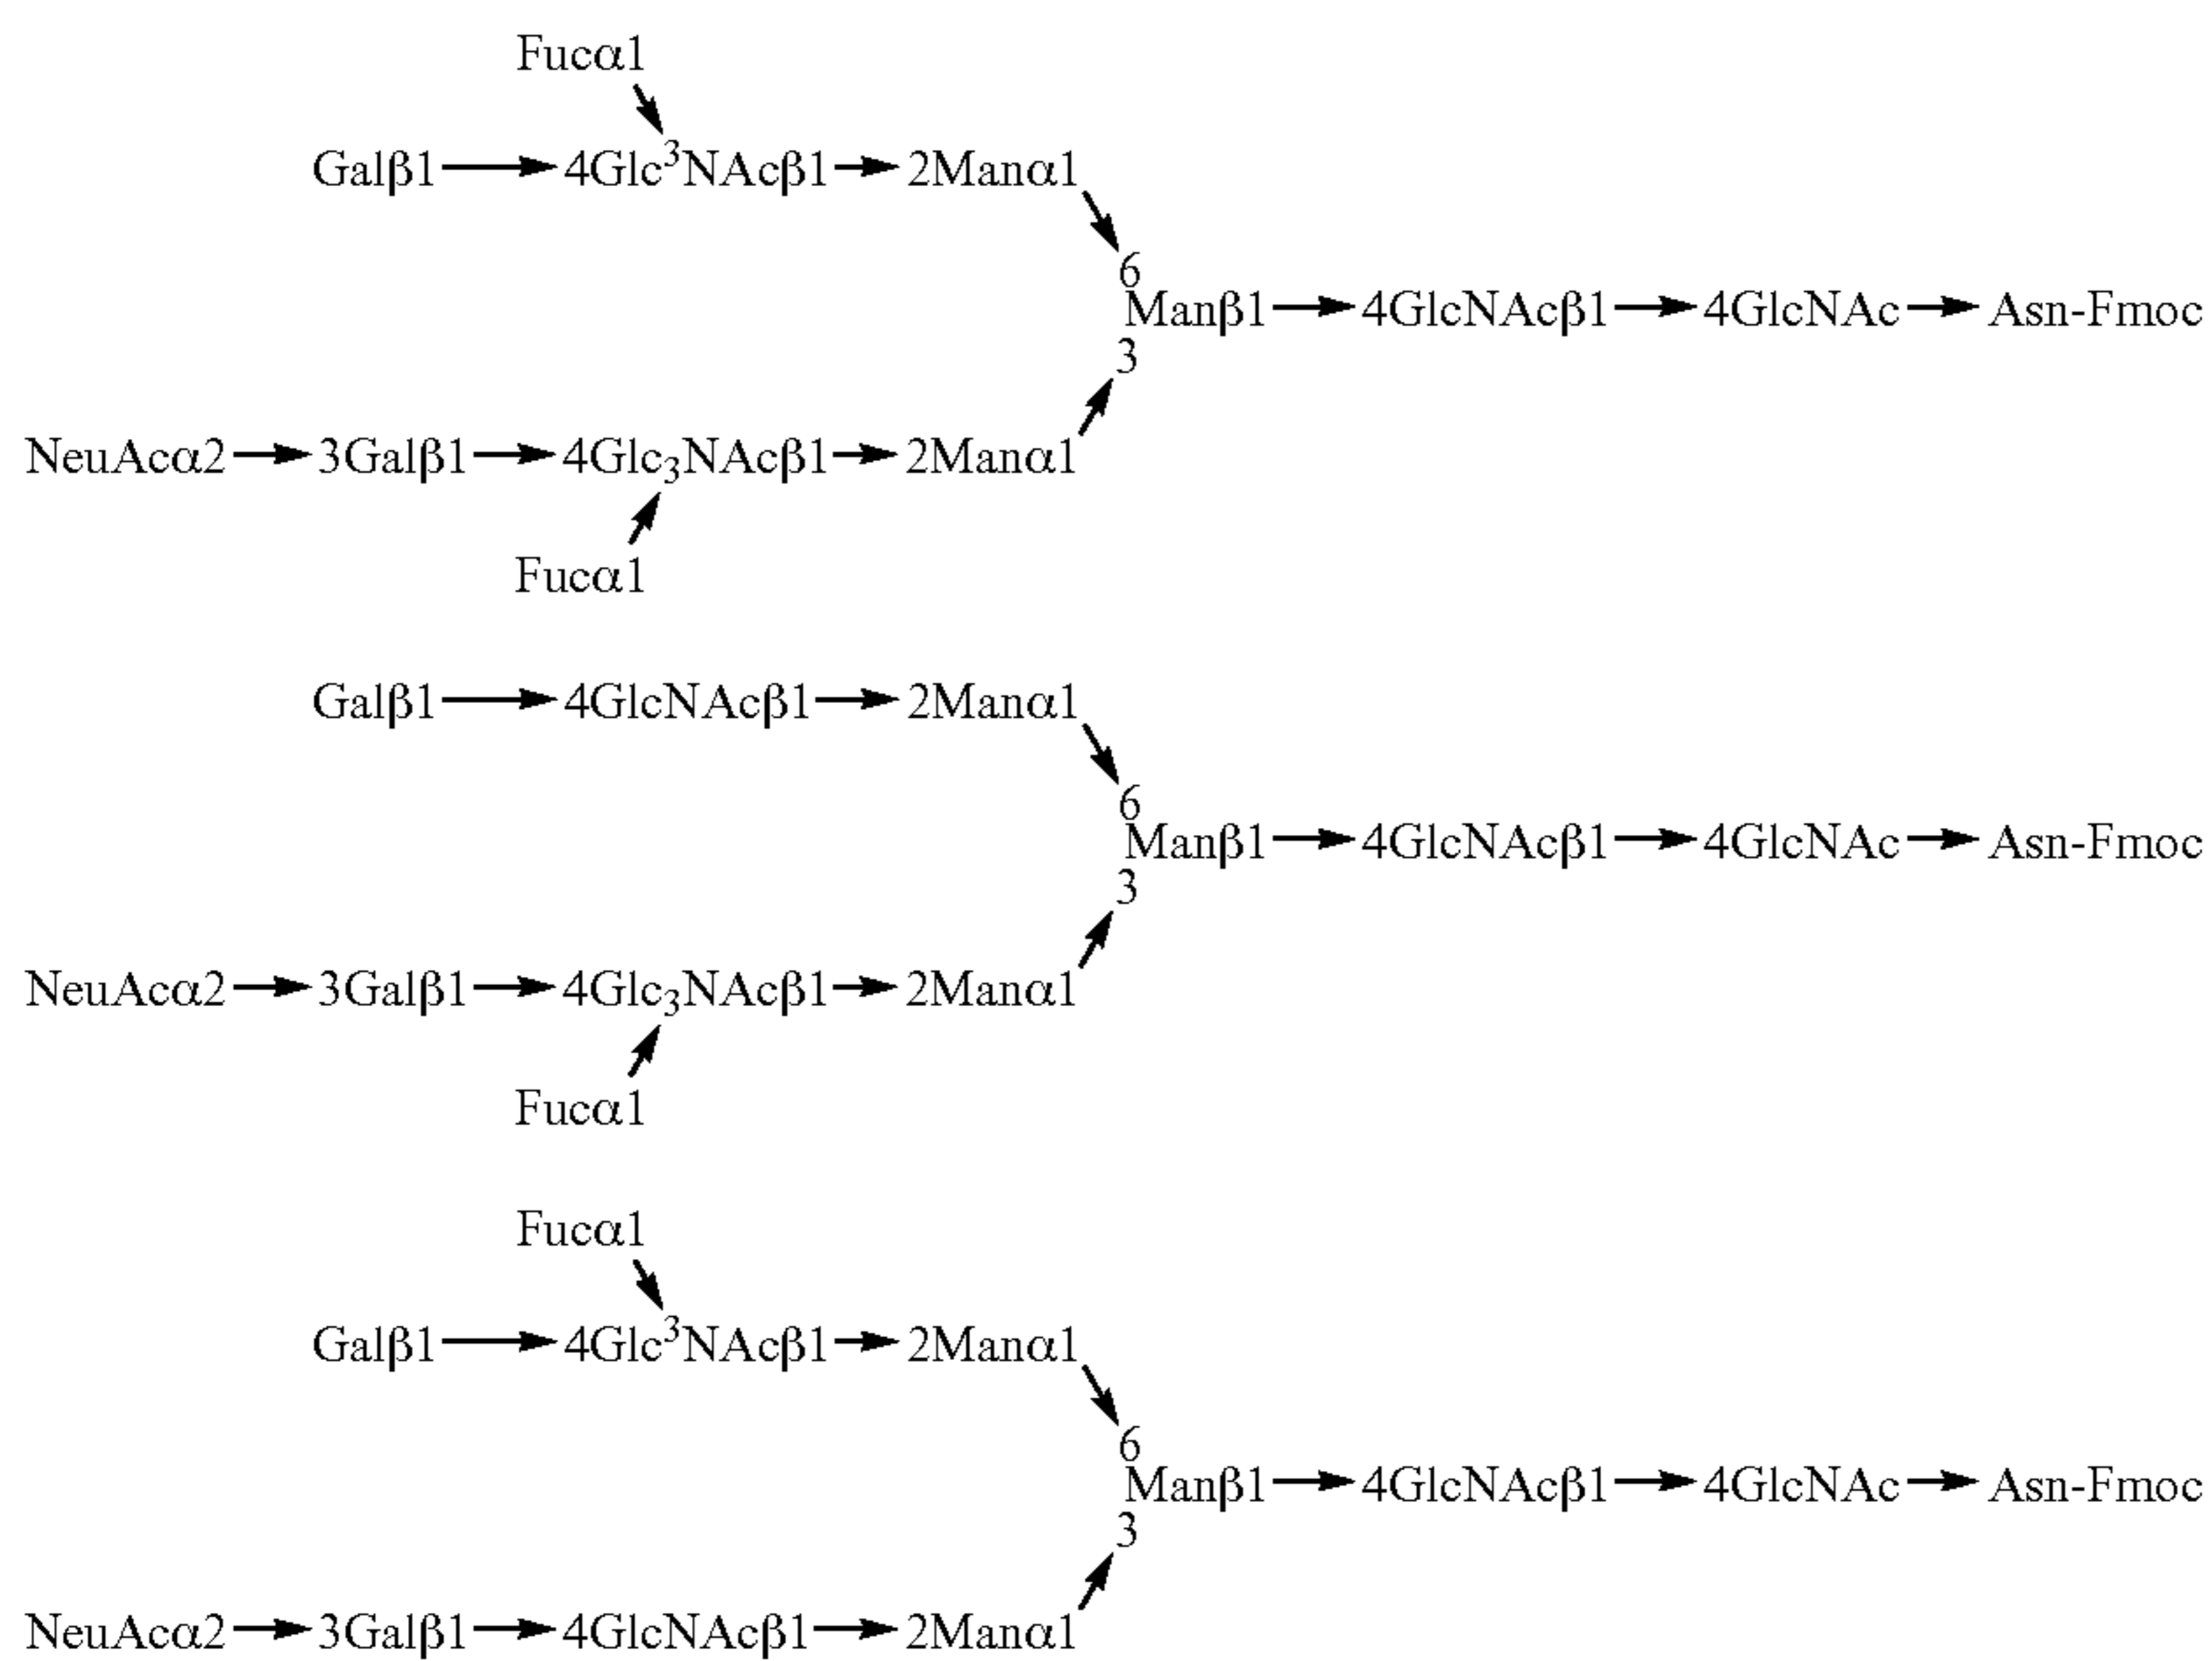 Fucα1
Galβ1 → 4Glc³NAcβ1 → 2Manα1
6
Manβ1 → 4GlcNAcβ1 → 4GlcNAc → Asn-Fmoc
3
NeuAcα2 → 3Galβ1 → 4Glc₃NAcβ1 → 2Manα1
Fucα1
Galβ1 → 4GlcNAcβ1 → 2Manα1
6
Manβ1 → 4GlcNAcβ1 → 4GlcNAc → Asn-Fmoc
3
NeuAcα2 → 3Galβ1 → 4Glc₃NAcβ1 → 2Manα1
Fucα1
Fucα1
Galβ1 → 4Glc³NAcβ1 → 2Manα1
6
Manβ1 → 4GlcNAcβ1 → 4GlcNAc → Asn-Fmoc
3
NeuAcα2 → 3Galβ1 → 4GlcNAcβ1 → 2Manα1